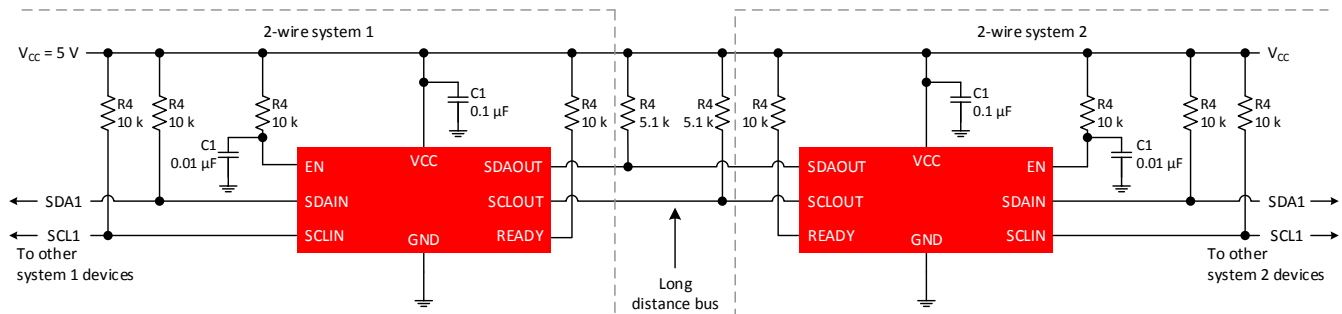 2-wire system 1
2-wire system 2
VCC = 5 V
VCC
R4
10 k
R4
10 k
R4
10 k
C1
0.1 µF
R4
10 k
R4
5.1 k
R4
5.1 k
R4
10 k
C1
0.1 µF
R4
10 k
R4
10 k
R4
10 k
C1
0.01 µF
C1
0.01 µF
EN
VCC
SDAOUT
SDAIN
SCLOUT
SCLIN
GND
READY
SDAOUT
VCC
EN
SCLOUT
SDAIN
READY
GND
SCLIN
SDA1
SCL1
To other
system 1 devices
Long
distance bus
SDA1
SCL1
To other
system 2 devices